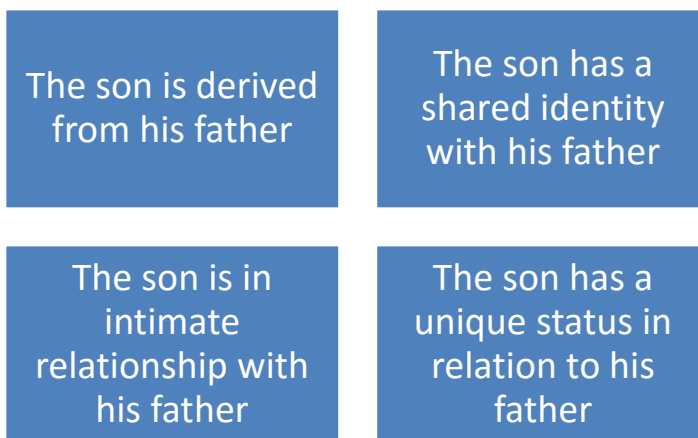 The son is derived
from his father
The son has a
shared identity
with his father
The son is in
intimate
relationship with
his father
The son has a
unique status in
relation to his
father